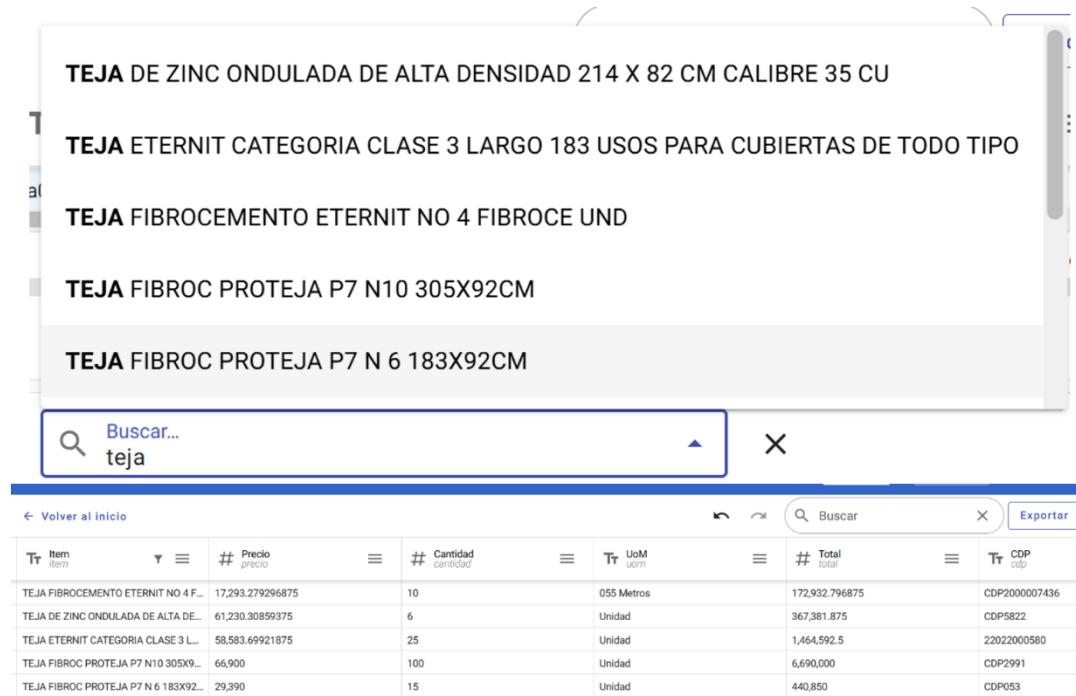 TEJA DE ZINC ONDULADA DE ALTA DENSIDAD 214 X 82 CM CALIBRE 35 CU
TEJA ETERNIT CATEGORIA CLASE 3 LARGO 183 USOS PARA CUBIERTAS DE TODO TIPO
TEJA FIBROCEMENTO ETERNIT NO 4 FIBROCE UND
TEJA FIBROC PROTEJA P7 N10 305X92CM
TEJA FIBROC PROTEJA P7 N 6 183X92CM
Buscar...
teja
← Volver al inicio Buscar Exportar
Item Precio Cantidad UoM Total CDP
item precio cantidad uom total cdp
TEJA FIBROCEMENTO ETERNIT NO 4 F... 17,293.279296875 10 055 Metros 172,932.796875 CDP2000007436
TEJA DE ZINC ONDULADA DE ALTA DE... 61,230.30859375 6 Unidad 367,381.875 CDP5822
TEJA ETERNIT CATEGORIA CLASE 3 L... 58,583.69921875 25 Unidad 1,464,592.5 22022000580
TEJA FIBROC PROTEJA P7 N10 305X9... 66,900 100 Unidad 6,690,000 CDP2991
TEJA FIBROC PROTEJA P7 N 6 183X92... 29,390 15 Unidad 440,850 CDP053